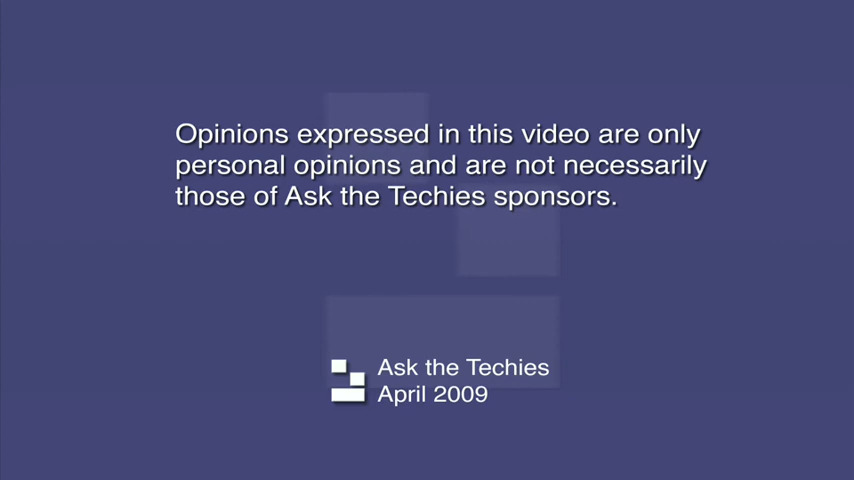 Opinions expressed in this video are only
personal opinions and are not necessarily
those of Ask the Techies sponsors.
Ask the Techies
April 2009